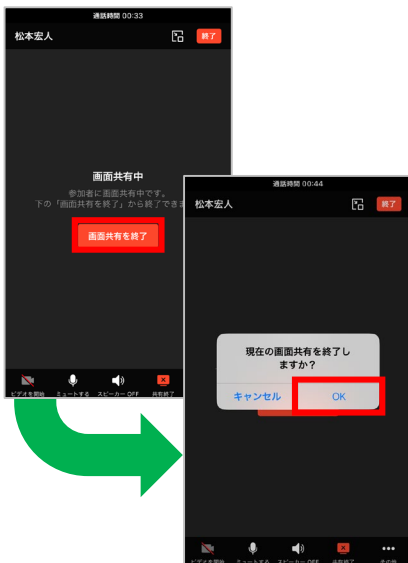 通話時間 00:33
松本宏人
終了
画面共有中
参加者に画面共有中です。
下の「画面共有を終了」から終了できま
画面共有を終了
ビデオを開始
ミュートする
スピーカー OFF
共有終了
通話時間 00:44
松本宏人
終了
現在の画面共有を終了し
ますか?
キャンセル
OK
ビデオを開始
ミュートする
スピーカー OFF
共有終了
その他